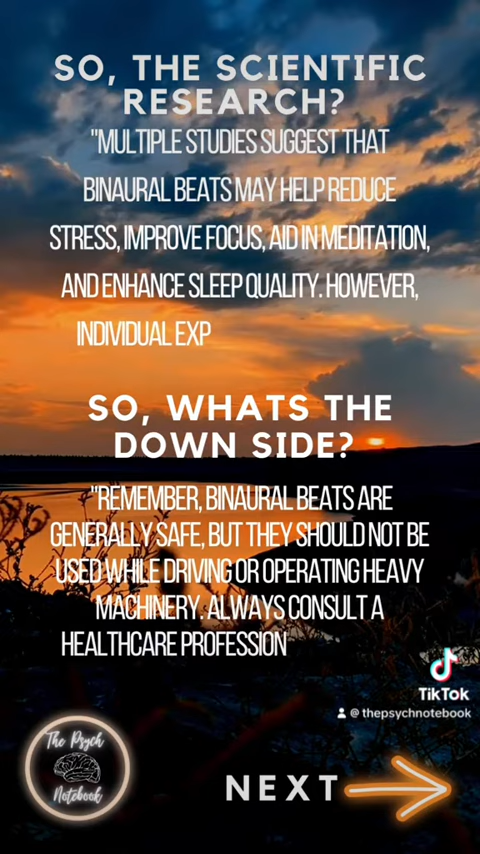 SO, THE SCIENTIFIC
RESEARCH?
"MULTIPLE STUDIES SUGGEST THAT
BINAURAL BEATS MAY HELP REDUCE
STRESS, IMPROVE FOCUS, AID IN MEDITATION,
AND ENHANCE SLEEP QUALITY. HOWEVER,
INDIVIDUAL EXP
SO, WHATS THE
DOWN SIDE?
"REMEMBER, BINAURAL BEATS ARE
GENERALLY SAFE, BUT THEY SHOULD NOT BE
USED WHILE DRIVING OR OPERATING HEAVY
MACHINERY. ALWAYS CONSULT A
HEALTHCARE PROFESSION
TikTok
@thepsychnotebook
The Psych
Notebook
NEXT